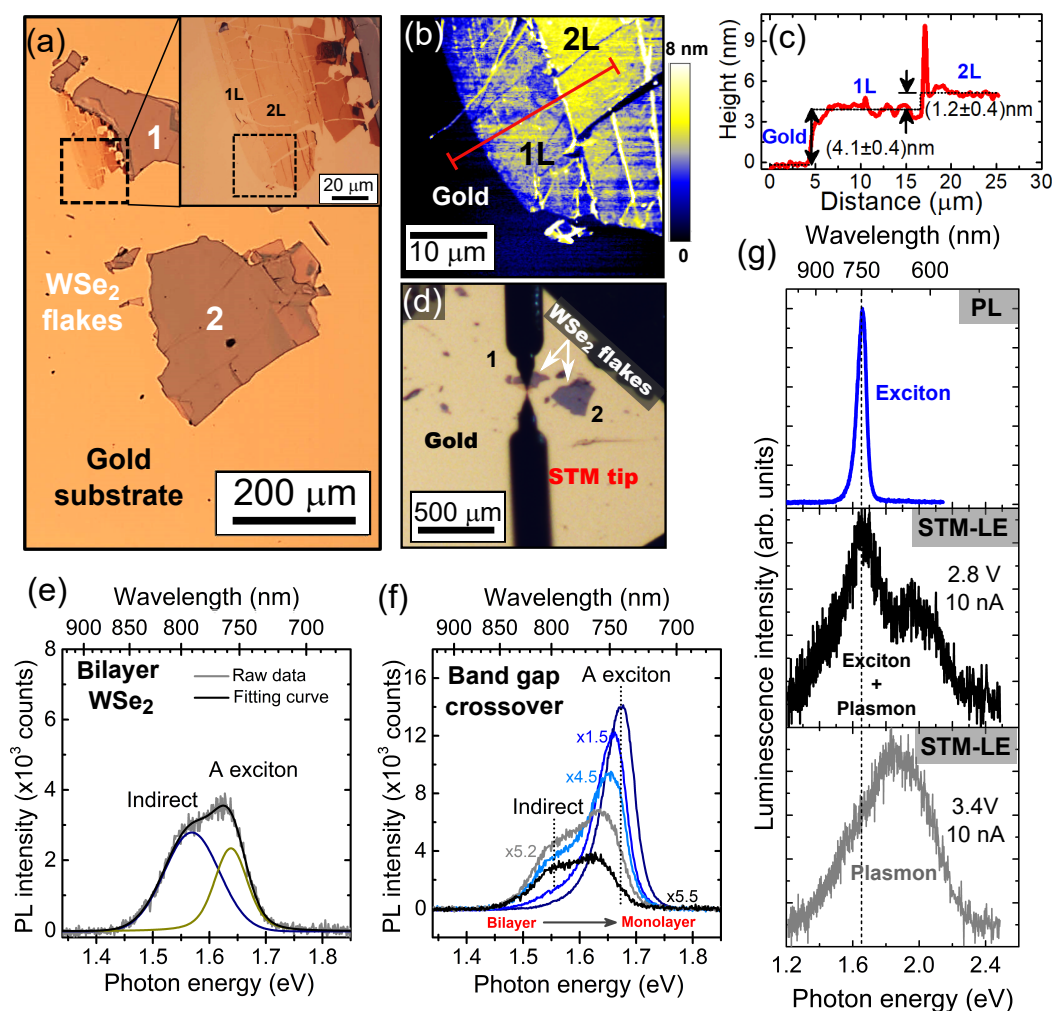 (a)
1
1L
2L
20 μm
WSe2
flakes
2
Gold
substrate
200 μm
(b)
2L
8 nm
1L
Gold
10 μm
0
(c)
Height (nm)
9
6
3
0
1L
2L
Gold
(1.2±0.4)nm
(4.1±0.4)nm
0 5 10 15 20 25 30
Distance (μm)
(d)
WSe2 flakes
1
2
Gold
STM tip
500 μm
(e)
Wavelength (nm)
900 850 800 750 700
PL intensity (x10³ counts)
8
6
4
2
0
Bilayer
WSe2
Raw data
Fitting curve
A exciton
Indirect
1.4 1.5 1.6 1.7 1.8
Photon energy (eV)
(f)
Wavelength (nm)
900 850 800 750 700
PL intensity (x10³ counts)
16
12
8
4
0
Band gap
crossover
A exciton
x1.5
x4.5
Indirect
x5.2
x5.5
Bilayer
Monolayer
1.4 1.5 1.6 1.7 1.8
Photon energy (eV)
Wavelength (nm)
(g)
900 750 600
Luminescence intensity (arb. units)
PL
Exciton
STM-LE
2.8 V
10 nA
Exciton
+
Plasmon
STM-LE
3.4V
10 nA
Plasmon
1.2 1.6 2.0 2.4
Photon energy (eV)